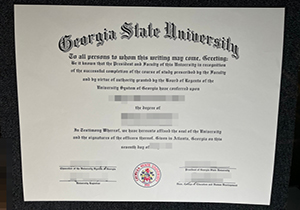 Georgia State University
To all persons to whom this writing may come, Greeting:
Be it known that the President and Faculty of this University in recognition
of the successful completion of the course of study prescribed by the Faculty
and by virtue of authority granted by the Board of Regents of the
University System of Georgia have conferred upon
the degree of
In Testimony Whereof, we have hereunto affixed the seal of the University
and the signatures of the officers thereof. Given in Atlanta, Georgia on this
seventh day of